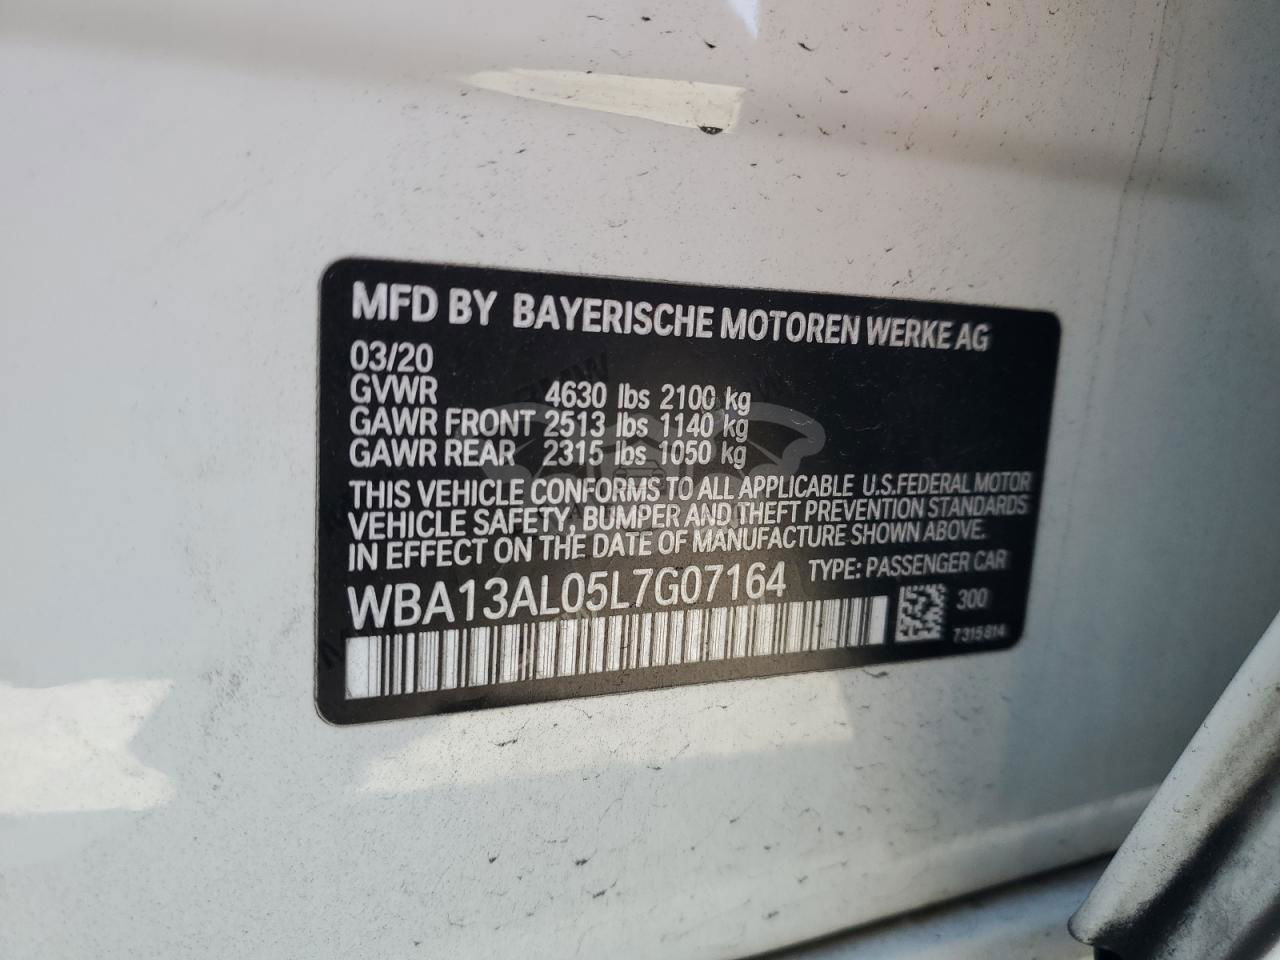 MFD BY BAYERISCHE MOTOREN WERKE AG
03/20
GVWR 4630 lbs 2100 kg
GAWR FRONT 2513 lbs 1140 kg
GAWR REAR 2315 lbs 1050 kg
THIS VEHICLE CONFORMS TO ALL APPLICABLE U.S.FEDERAL MOTOR
VEHICLE SAFETY, BUMPER AND THEFT PREVENTION STANDARDS
IN EFFECT ON THE DATE OF MANUFACTURE SHOWN ABOVE.
WBA13AL05L7G07164 TYPE: PASSENGER CAR
300
7315814